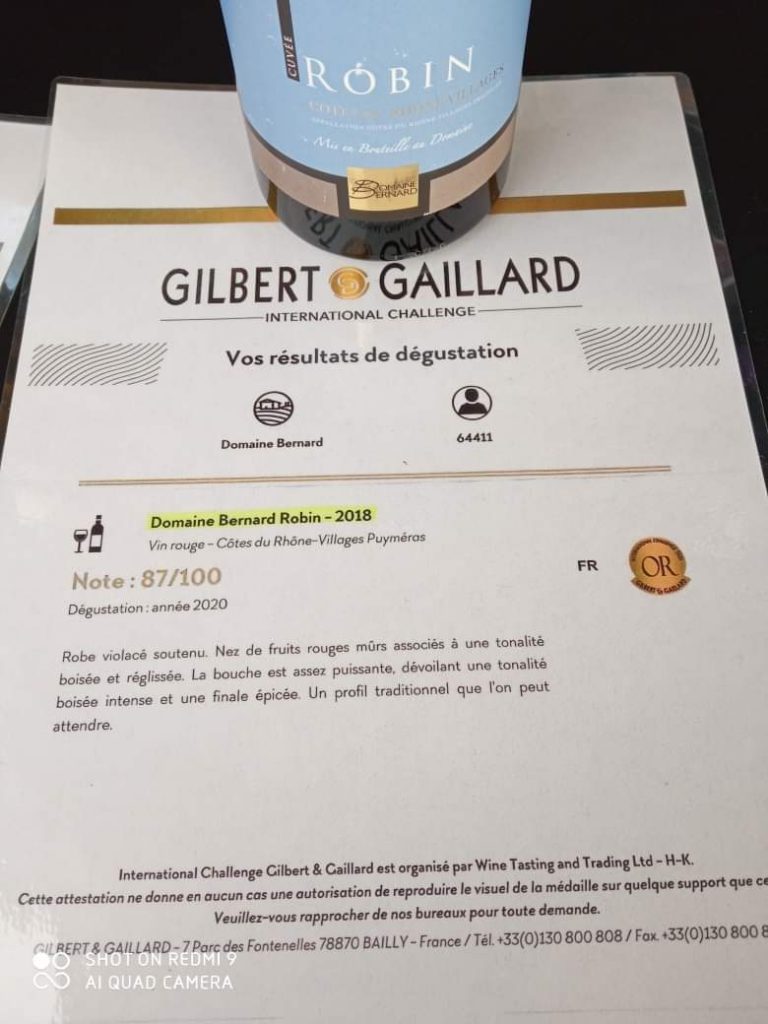 CUVÉE
RÓBIN
CÔTES DU RHÔNE VILLAGES
APPELLATION CÔTES DU RHÔNE VILLAGES
Mis en Bouteille au Domaine
DOMAINE
BERNARD
GILBERT GG GAILLARD
INTERNATIONAL CHALLENGE
Vos résultats de dégustation
Domaine Bernard
64411
Domaine Bernard Robin – 2018
Vin rouge – Côtes du Rhône-Villages Puyméras
Note : 87/100
Dégustation : année 2020
FR
OR
GILBERT & GAILLARD
Robe violacé soutenu. Nez de fruits rouges mûrs associés à une tonalité
boisée et réglissée. La bouche est assez puissante, dévoilant une tonalité
boisée intense et une finale épicée. Un profil traditionnel que l'on peut
attendre.
International Challenge Gilbert & Gaillard est organisé par Wine Tasting and Trading Ltd – H-K.
Cette attestation ne donne en aucun cas une autorisation de reproduire le visuel de la médaille sur quelque support que ce
Veuillez-vous rapprocher de nos bureaux pour toute demande.
GILBERT & GAILLARD – 7 Parc des Fontenelles 78870 BAILLY – France / Tél. +33(0)130 800 808 / Fax. +33(0)130 800 8
SHOT ON REDMI 9
AI QUAD CAMERA